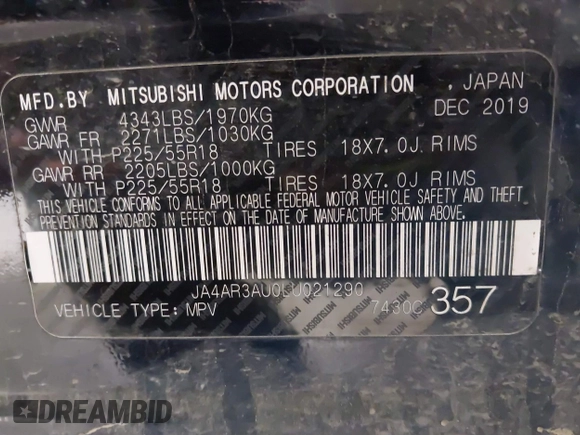 MFD.BY MITSUBISHI MOTORS CORPORATION . JAPAN
GVWR 4343LBS/1970KG DEC 2019
GAWR FR 2271LBS/1030KG
WITH P225/55R18 TIRES 18X7.0J RIMS
GAWR RR 2205LBS/1000KG
WITH P225/55R18 TIRES 18X7.0J RIMS
THIS VEHICLE CONFORMS TO ALL APPLICABLE FEDERAL MOTOR VEHICLE SAFETY AND THEFT
PREVENTION STANDARDS IN EFFECT ON THE DATE OF MANUFACTURE SHOWN ABOVE.
JA4AR3AU0LU021290
VEHICLE TYPE: MPV 7430C 357
MITSUBISHI
DREAMBID